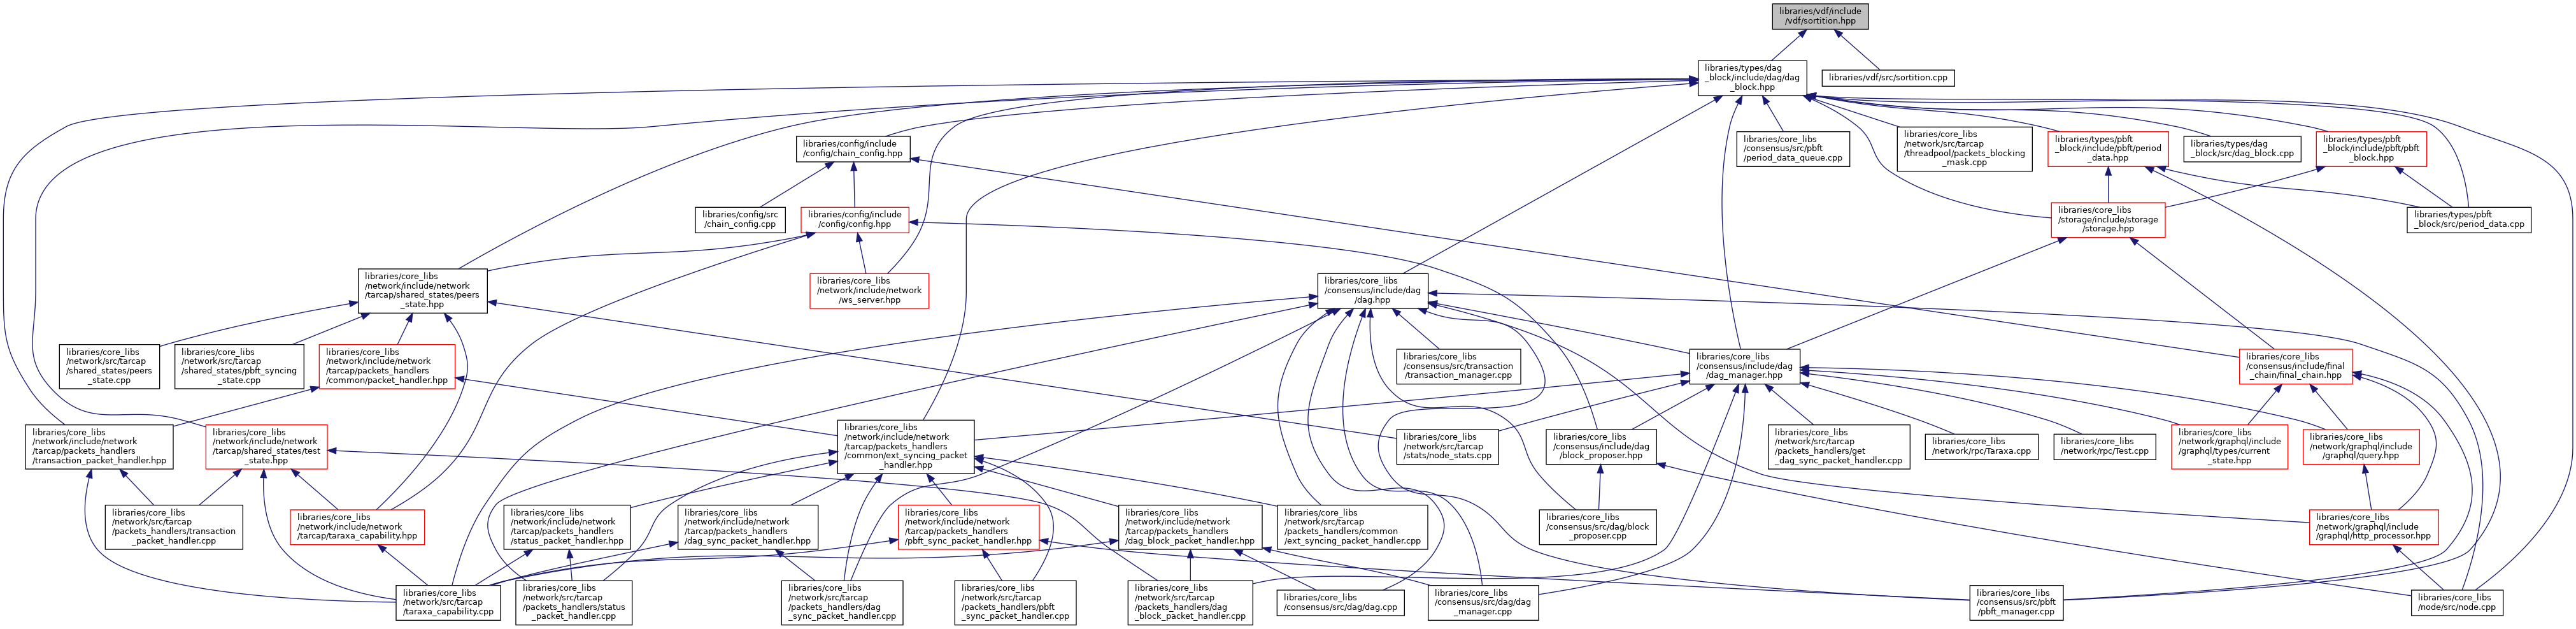 libraries/vdf/include
/vdf/sortition.hpp
libraries/types/dag
_block/include/dag/dag
_block.hpp
libraries/vdf/src/sortition.cpp
libraries/config/include
/config/chain_config.hpp
libraries/core_libs
/consensus/src/pbft
/period_data_queue.cpp
libraries/core_libs
/network/src/tarcap
/threadpool/packets_blocking
_mask.cpp
libraries/types/pbft
_block/include/pbft/period
_data.hpp
libraries/types/dag
_block/src/dag_block.cpp
libraries/types/pbft
_block/include/pbft/pbft
_block.hpp
libraries/config/src
/chain_config.cpp
libraries/config/include
/config/config.hpp
libraries/core_libs
/storage/include/storage
/storage.hpp
libraries/types/pbft
_block/src/period_data.cpp
libraries/core_libs
/network/include/network
/tarcap/shared_states/peers
_state.hpp
libraries/core_libs
/network/include/network
/ws_server.hpp
libraries/core_libs
/consensus/include/dag
/dag.hpp
libraries/core_libs
/network/src/tarcap
/shared_states/peers
_state.cpp
libraries/core_libs
/network/src/tarcap
/shared_states/pbft_syncing
_state.cpp
libraries/core_libs
/network/include/network
/tarcap/packets_handlers
/common/packet_handler.hpp
libraries/core_libs
/consensus/src/transaction
/transaction_manager.cpp
libraries/core_libs
/consensus/include/dag
/dag_manager.hpp
libraries/core_libs
/consensus/include/final
_chain/final_chain.hpp
libraries/core_libs
/network/include/network
/tarcap/packets_handlers
/transaction_packet_handler.hpp
libraries/core_libs
/network/include/network
/tarcap/shared_states/test
_state.hpp
libraries/core_libs
/network/include/network
/tarcap/packets_handlers
/common/ext_syncing_packet
_handler.hpp
libraries/core_libs
/network/src/tarcap
/stats/node_stats.cpp
libraries/core_libs
/consensus/include/dag
/block_proposer.hpp
libraries/core_libs
/network/src/tarcap
/packets_handlers/get
_dag_sync_packet_handler.cpp
libraries/core_libs
/network/rpc/Taraxa.cpp
libraries/core_libs
/network/rpc/Test.cpp
libraries/core_libs
/network/graphql/include
/graphql/types/current
_state.hpp
libraries/core_libs
/network/graphql/include
/graphql/query.hpp
libraries/core_libs
/network/src/tarcap
/packets_handlers/transaction
_packet_handler.cpp
libraries/core_libs
/network/include/network
/tarcap/taraxa_capability.hpp
libraries/core_libs
/network/include/network
/tarcap/packets_handlers
/status_packet_handler.hpp
libraries/core_libs
/network/include/network
/tarcap/packets_handlers
/dag_sync_packet_handler.hpp
libraries/core_libs
/network/include/network
/tarcap/packets_handlers
/pbft_sync_packet_handler.hpp
libraries/core_libs
/network/include/network
/tarcap/packets_handlers
/dag_block_packet_handler.hpp
libraries/core_libs
/network/src/tarcap
/packets_handlers/common
/ext_syncing_packet_handler.cpp
libraries/core_libs
/consensus/src/dag/block
_proposer.cpp
libraries/core_libs
/network/graphql/include
/graphql/http_processor.hpp
libraries/core_libs
/network/src/tarcap
/taraxa_capability.cpp
libraries/core_libs
/network/src/tarcap
/packets_handlers/status
_packet_handler.cpp
libraries/core_libs
/network/src/tarcap
/packets_handlers/dag
_sync_packet_handler.cpp
libraries/core_libs
/network/src/tarcap
/packets_handlers/pbft
_sync_packet_handler.cpp
libraries/core_libs
/network/src/tarcap
/packets_handlers/dag
_block_packet_handler.cpp
libraries/core_libs
/consensus/src/dag/dag.cpp
libraries/core_libs
/consensus/src/dag/dag
_manager.cpp
libraries/core_libs
/consensus/src/pbft
/pbft_manager.cpp
libraries/core_libs
/node/src/node.cpp